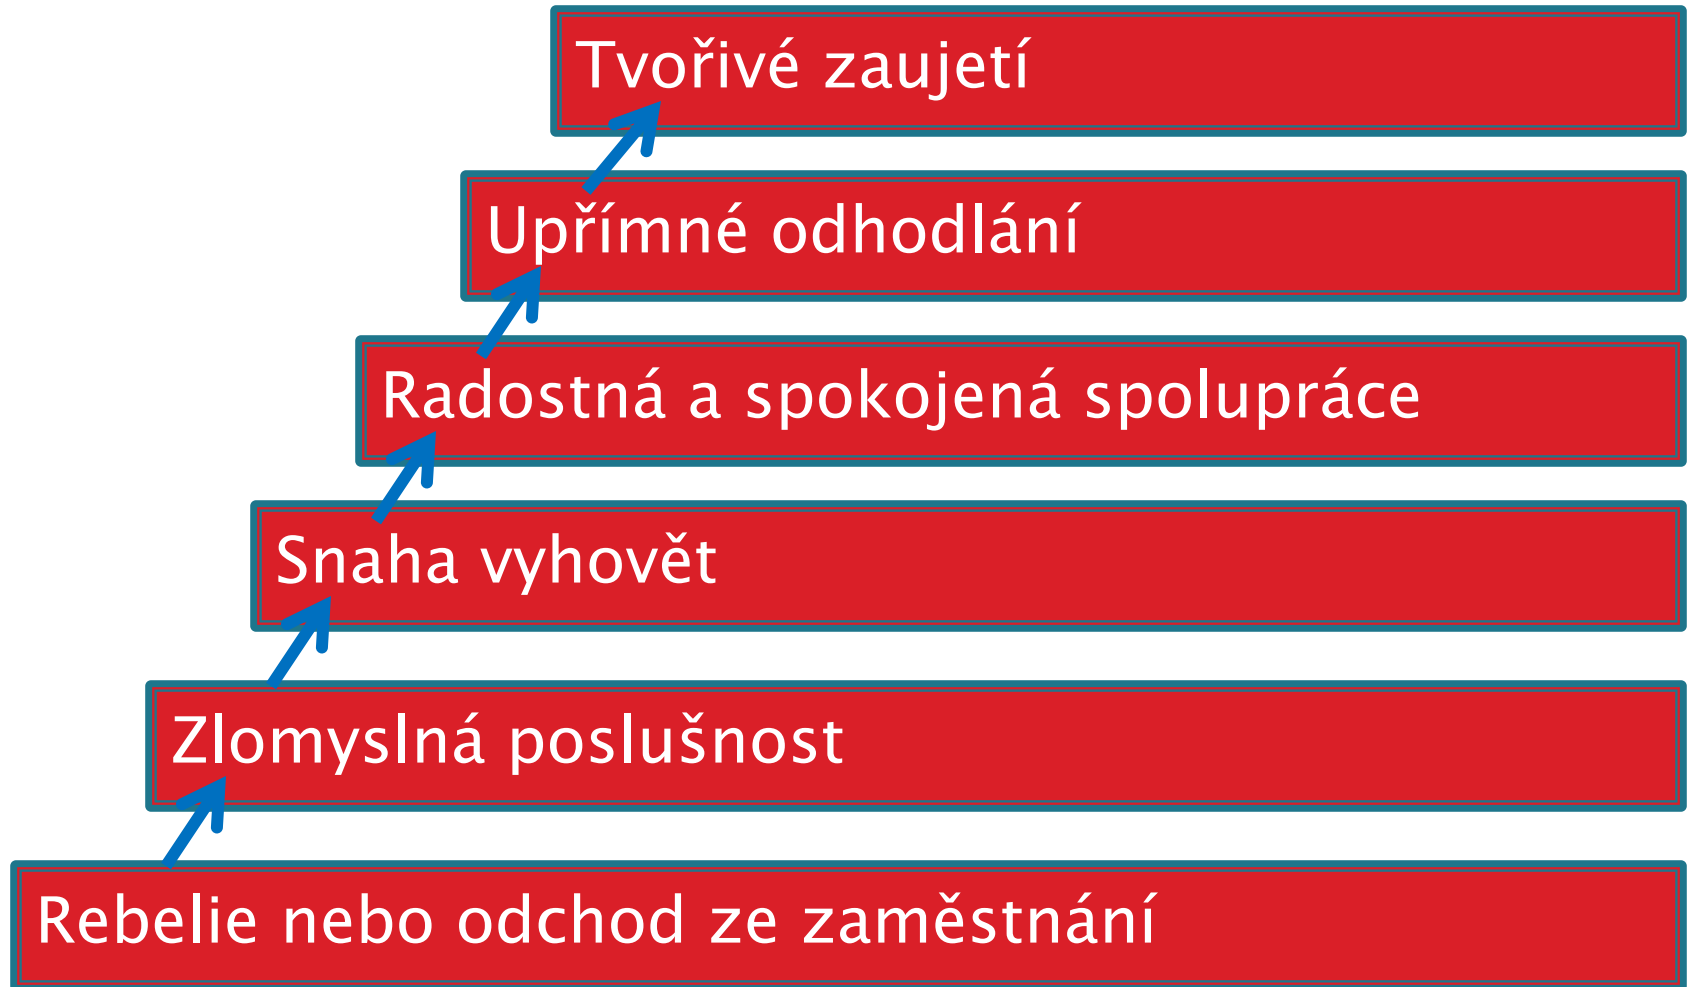 Tvořivé zaujetí
Upřímné odhodlání
Radostná a spokojená spolupráce
Snaha vyhovět
Zlomyslná poslušnost
Rebelie nebo odchod ze zaměstnání